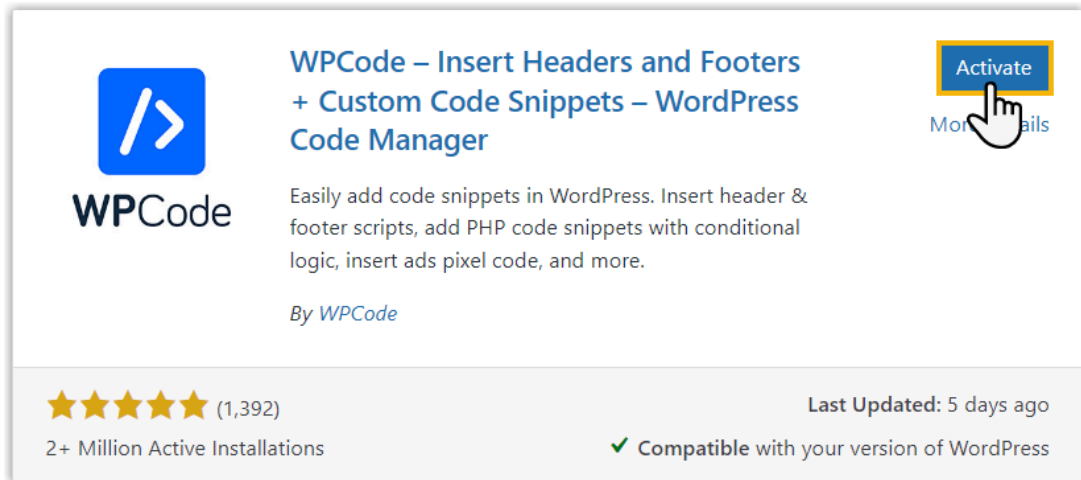 WPCode – Insert Headers and Footers
+ Custom Code Snippets – WordPress
Code Manager
Activate
More ails
WPCode
Easily add code snippets in WordPress. Insert header &
footer scripts, add PHP code snippets with conditional
logic, insert ads pixel code, and more.
By WPCode
(1,392)
Last Updated: 5 days ago
2+ Million Active Installations
Compatible with your version of WordPress